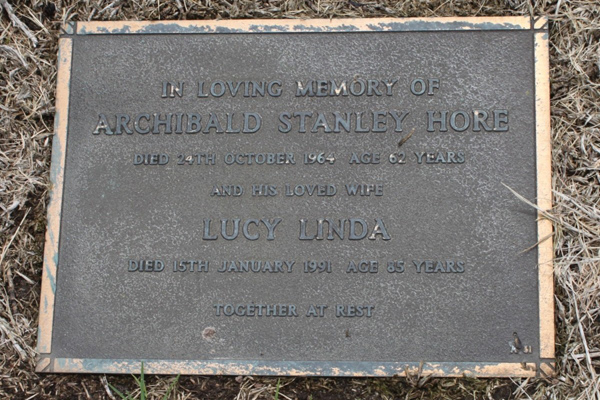 IN LOVING MEMORY OF
ARCHIBALD STANLEY HORE
DIED 24TH OCTOBER 1964 AGE 62 YEARS
AND HIS LOVED WIFE
LUCY LINDA
DIED 15TH JANUARY 1991 AGE 85 YEARS
TOGETHER AT REST